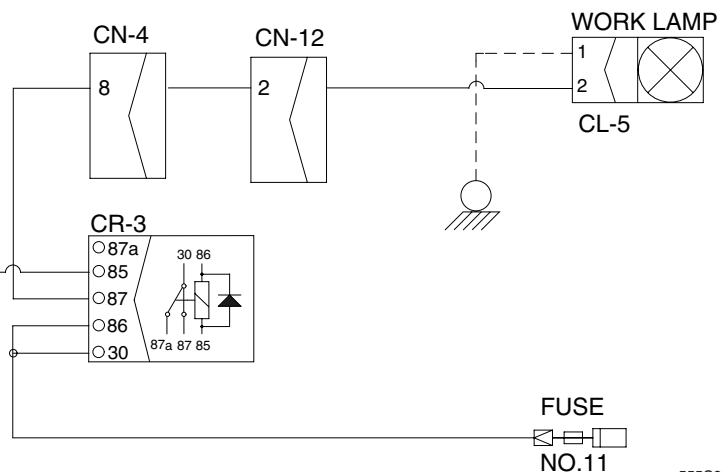 WORK LAMP
CN-4
CN-12
1
8
2
2
CL-5
CR-3
87a
30 86
85
87
86
87a 87 85
30
FUSE
NO.11